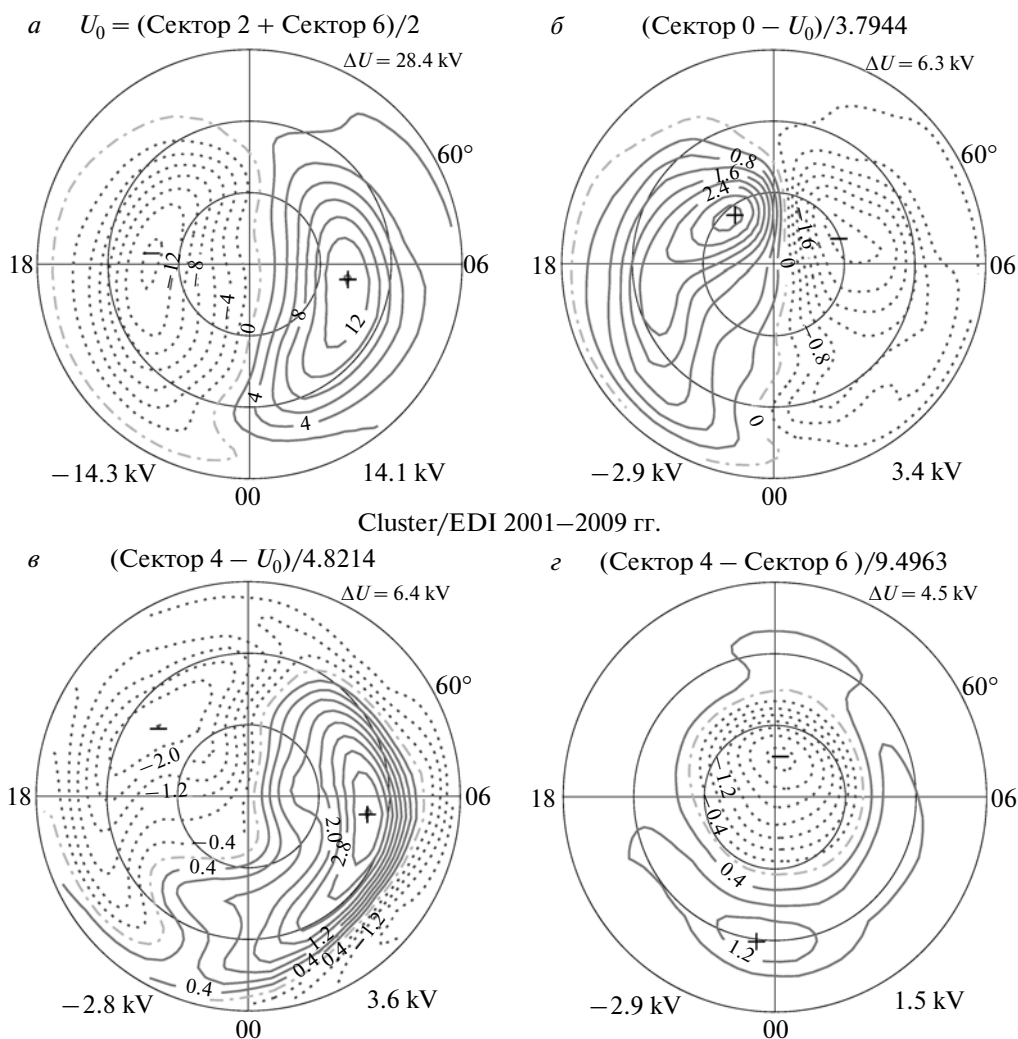 а U₀ = (Сектор 2 + Сектор 6)/2
ΔU = 28.4 kV
60°
18
06
−12
−8
−4
0
8
12
4
4
−14.3 kV
14.1 kV
00
б (Сектор 0 − U₀)/3.7944
ΔU = 6.3 kV
60°
0.8
1.6
2.4
−1.6
18
06
0
−0.8
0
−2.9 kV
3.4 kV
00
Cluster/EDI 2001−2009 гг.
в (Сектор 4 − U₀)/4.8214
ΔU = 6.4 kV
60°
−2.0
−1.2
18
06
−0.4
0.4
2.0
2.8
1.2
0.4
0.4
−1.2
0.4
−2.8 kV
3.6 kV
00
г (Сектор 4 − Сектор 6 )/9.4963
ΔU = 4.5 kV
60°
−1.2
18
06
−0.4
0.4
1.2
−2.9 kV
1.5 kV
00